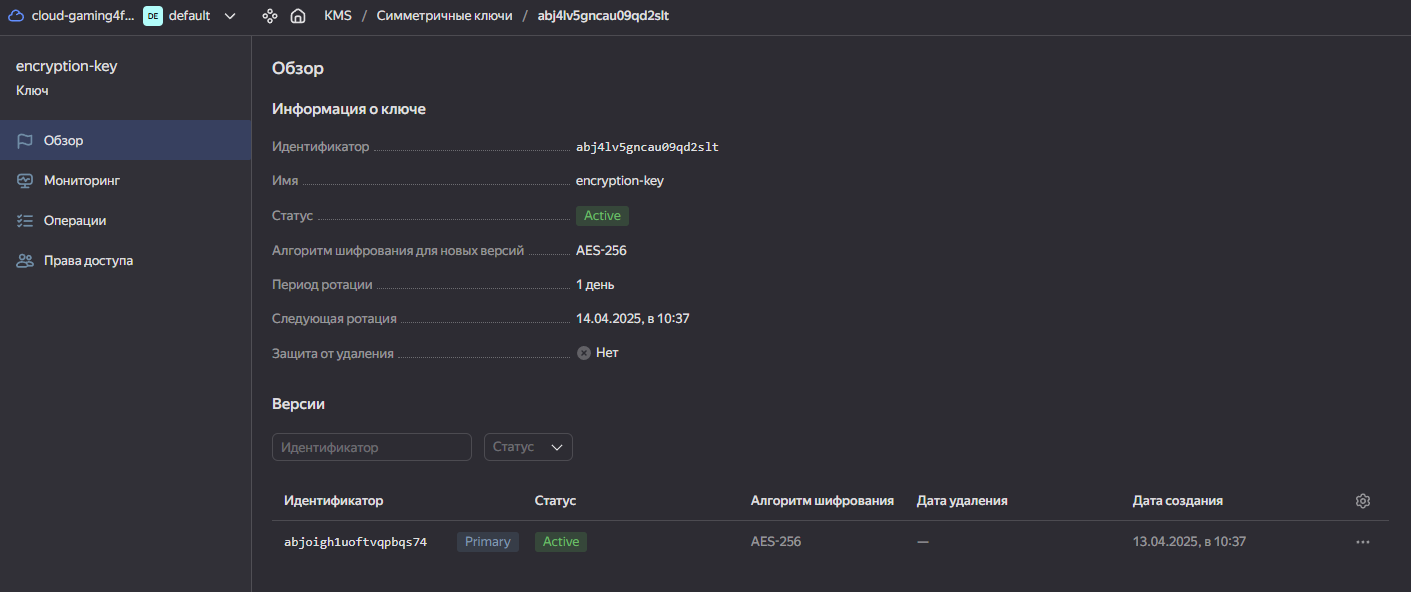 cloud-gaming4f... DE default KMS / Симметричные ключи / abj4lv5gncau09qd2slt
encryption-key
Ключ
Обзор
Мониторинг
Операции
Права доступа
Обзор
Информация о ключе
Идентификатор abj4lv5gncau09qd2slt
Имя encryption-key
Статус Active
Алгоритм шифрования для новых версий AES-256
Период ротации 1 день
Следующая ротация 14.04.2025, в 10:37
Защита от удаления Нет
Версии
Идентификатор Статус
Идентификатор Статус Алгоритм шифрования Дата удаления Дата создания
abjoigh1uoftvqpbqs74 Primary Active AES-256 — 13.04.2025, в 10:37